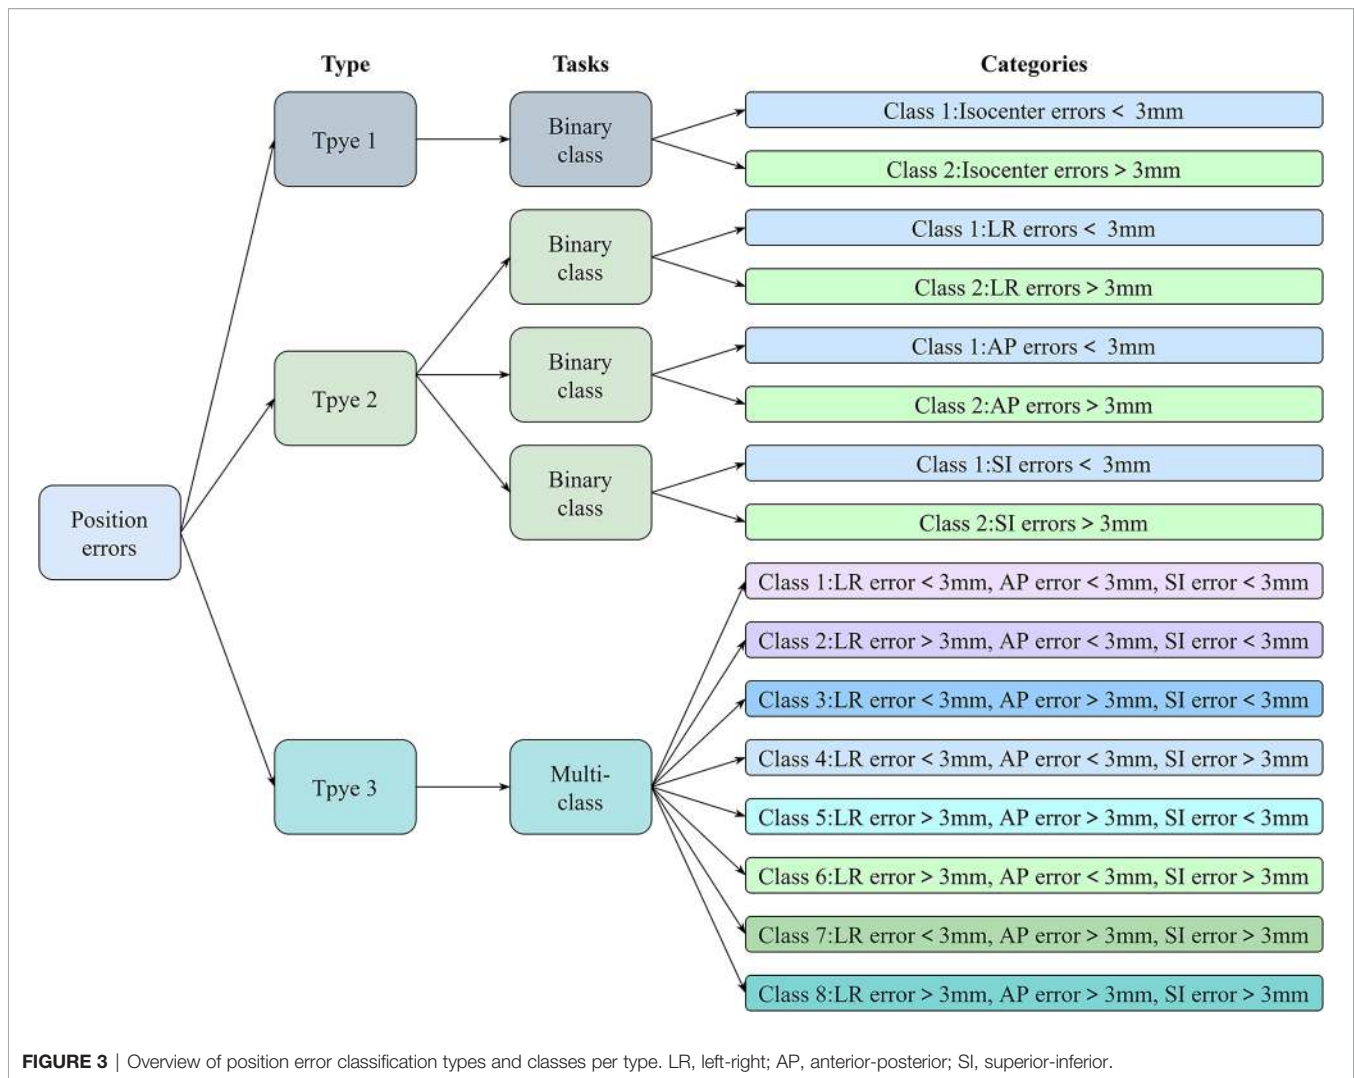 Type
Tasks
Categories
Position
errors
Tpye 1
Binary
class
Class 1:Isocenter errors <  3mm
Class 2:Isocenter errors > 3mm
Tpye 2
Binary
class
Class 1:LR errors <  3mm
Class 2:LR errors > 3mm
Binary
class
Class 1:AP errors <  3mm
Class 2:AP errors > 3mm
Binary
class
Class 1:SI errors <  3mm
Class 2:SI errors > 3mm
Tpye 3
Multi-
class
Class 1:LR error < 3mm, AP error < 3mm, SI error < 3mm
Class 2:LR error > 3mm, AP error < 3mm, SI error < 3mm
Class 3:LR error < 3mm, AP error > 3mm, SI error < 3mm
Class 4:LR error < 3mm, AP error < 3mm, SI error > 3mm
Class 5:LR error > 3mm, AP error > 3mm, SI error < 3mm
Class 6:LR error > 3mm, AP error < 3mm, SI error > 3mm
Class 7:LR error < 3mm, AP error > 3mm, SI error > 3mm
Class 8:LR error > 3mm, AP error > 3mm, SI error > 3mm
FIGURE 3 | Overview of position error classification types and classes per type. LR, left-right; AP, anterior-posterior; SI, superior-inferior.